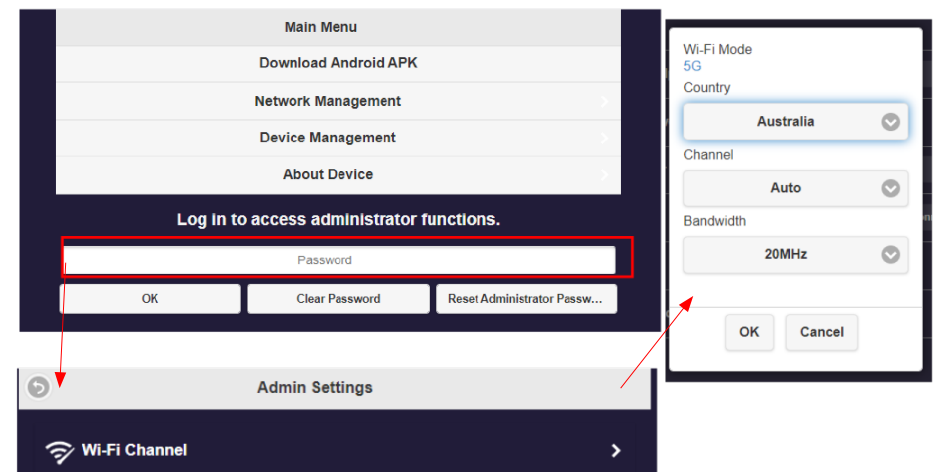 Main Menu
Download Android APK
Network Management
Device Management
About Device
Log in to access administrator functions.
Password
OK
Clear Password
Reset Administrator Passw...
Admin Settings
Wi-Fi Channel
Wi-Fi Mode
5G
Country
Australia
Channel
Auto
Bandwidth
20MHz
OK
Cancel